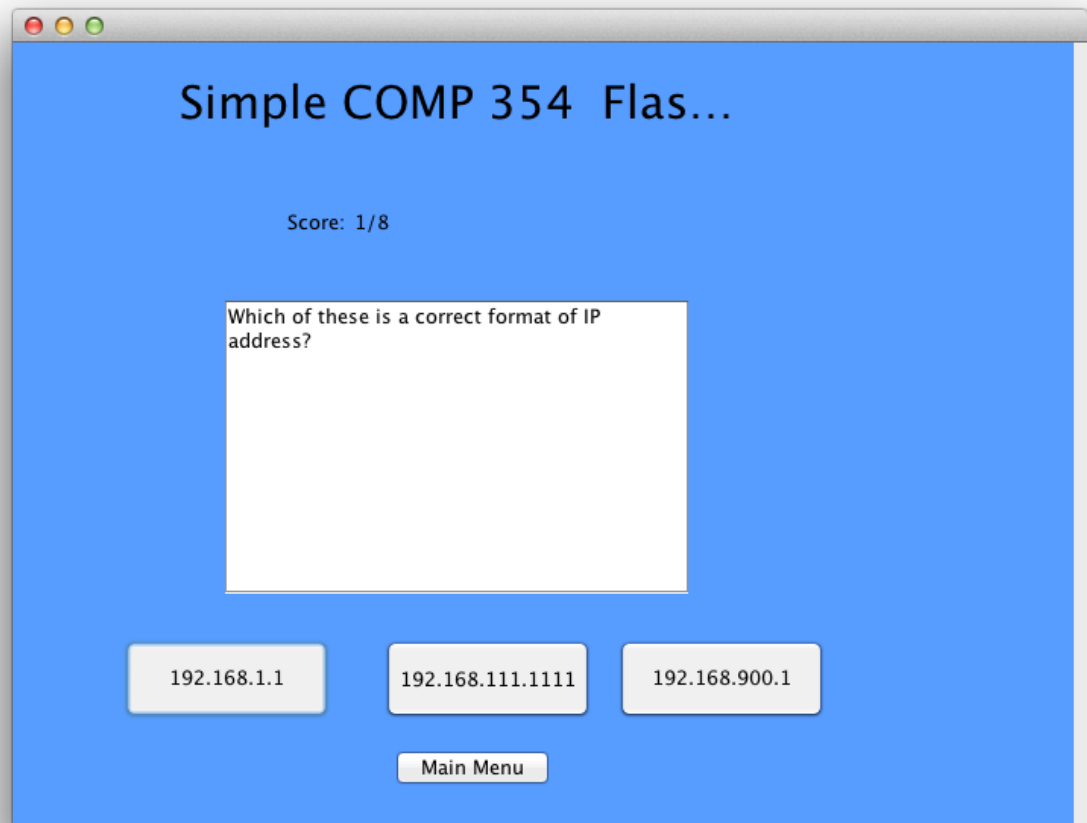 Simple COMP 354 Flas...
Score: 1/8
Which of these is a correct format of IP
address?
192.168.1.1
192.168.111.1111
192.168.900.1
Main Menu